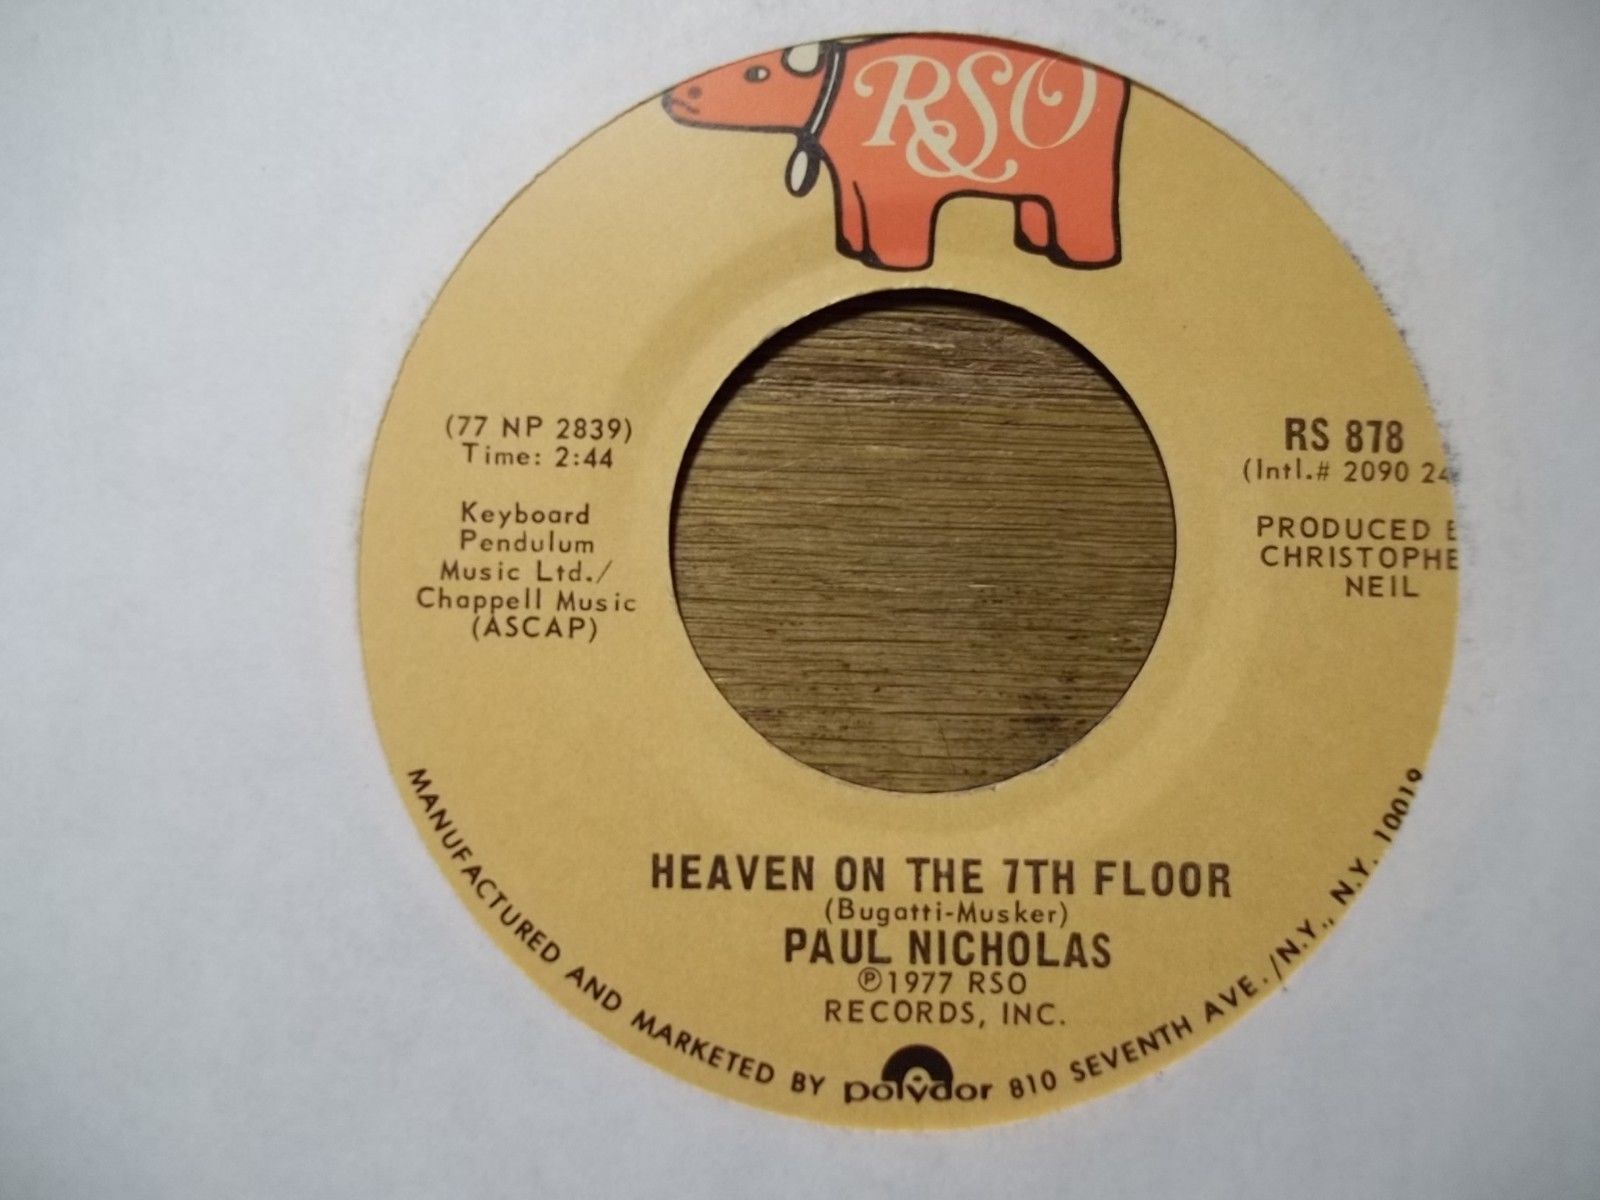 RSO
(77 NP 2839)
Time: 2:44
Keyboard
Pendulum
Music Ltd./
Chappell Music
(ASCAP)
RS 878
(Intl.# 2090 24
PRODUCED
CHRISTOPHE
NEIL
HEAVEN ON THE 7TH FLOOR
(Bugatti-Musker)
PAUL NICHOLAS
℗1977 RSO
RECORDS, INC.
MANUFACTURED AND MARKETED BY polydor 810 SEVENTH AVE./N.Y., N.Y. 10019